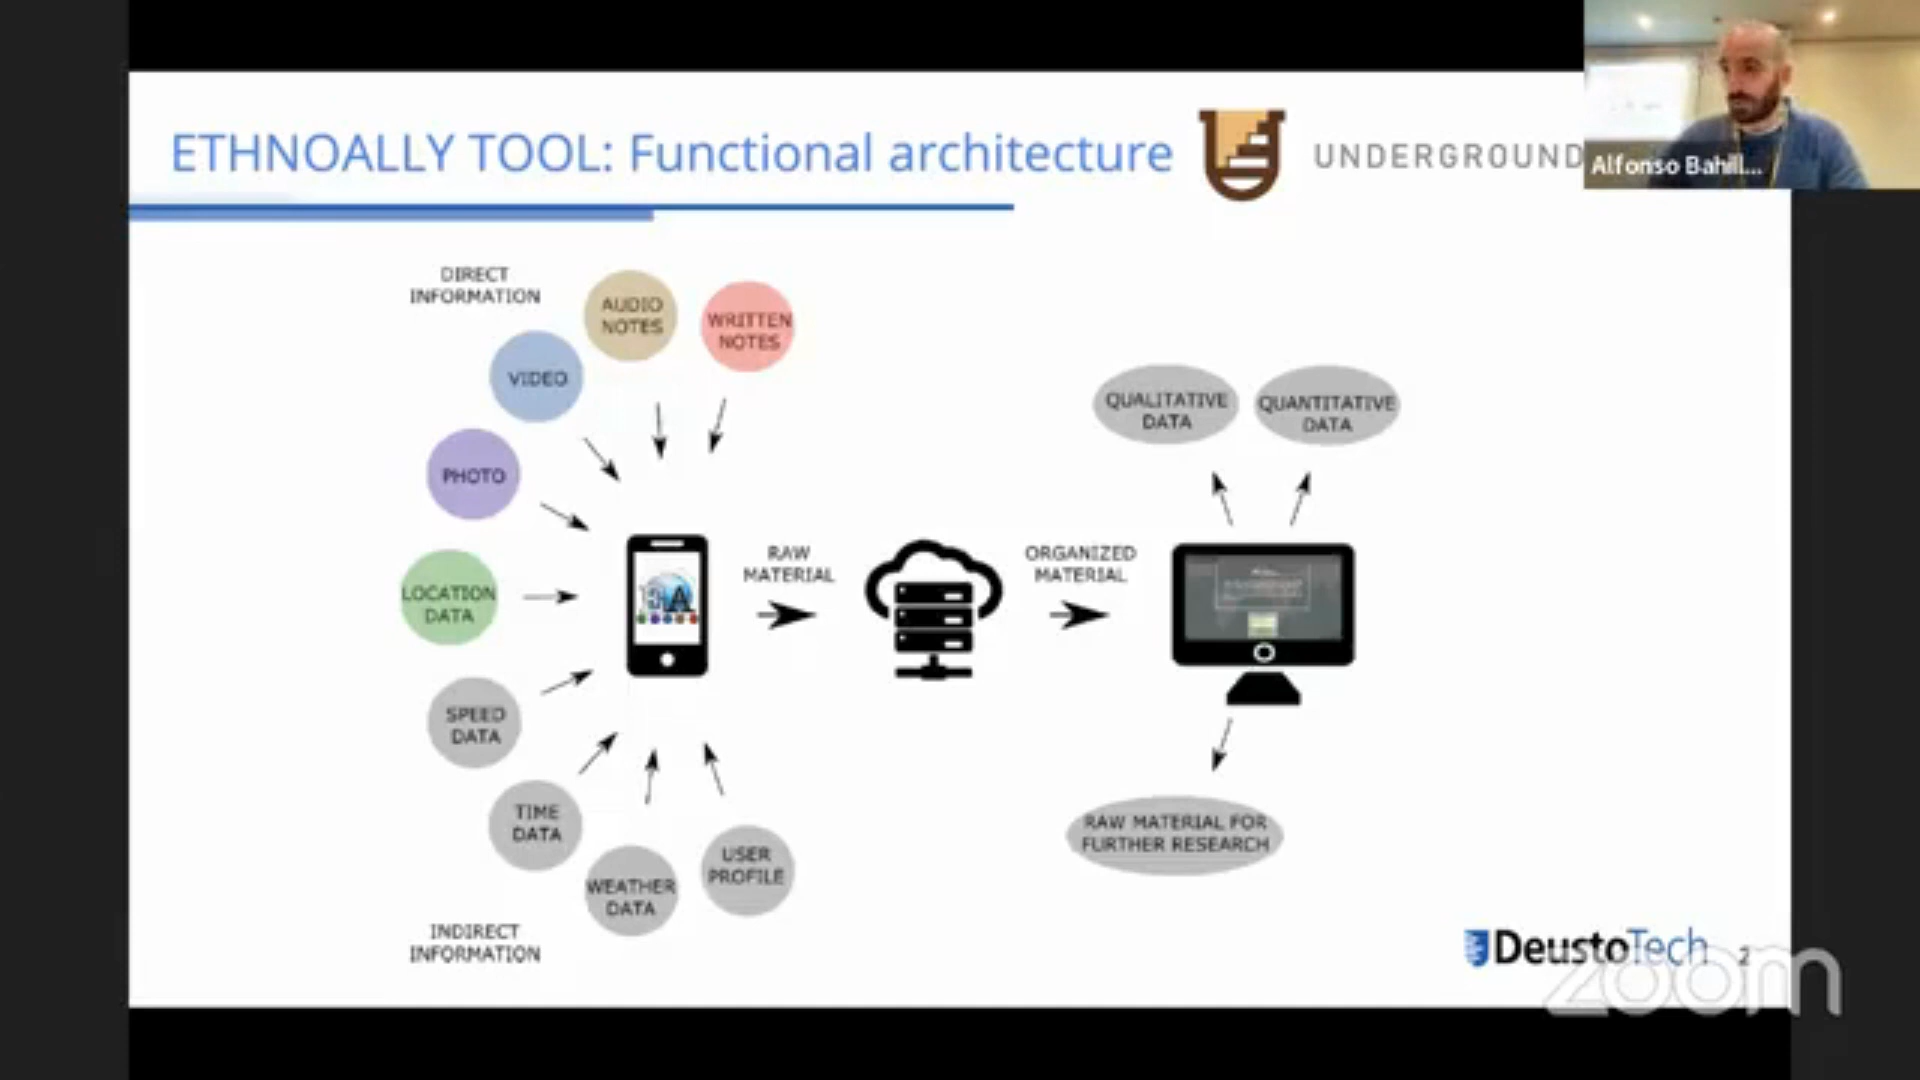 ETHNOALLY TOOL: Functional architecture
UNDERGROUND
Alfonso Bahill...
DIRECT
INFORMATION
AUDIO
NOTES
WRITTEN
NOTES
VIDEO
PHOTO
LOCATION
DATA
SPEED
DATA
TIME
DATA
WEATHER
DATA
USER
PROFILE
INDIRECT
INFORMATION
RAW
MATERIAL
ORGANIZED
MATERIAL
QUALITATIVE
DATA
QUANTITATIVE
DATA
RAW MATERIAL FOR
FURTHER RESEARCH
DeustoTech
zoom